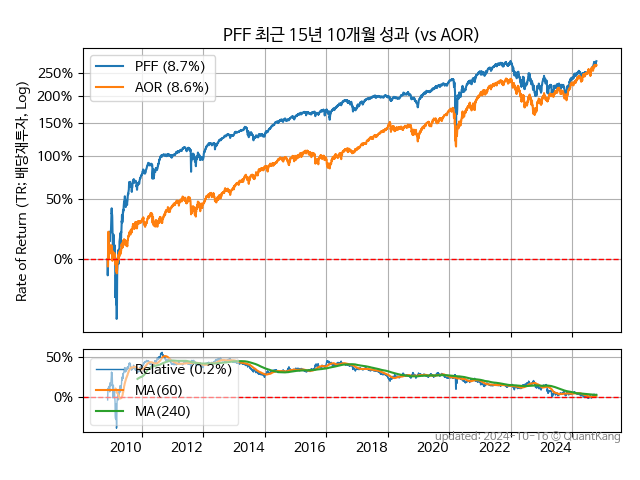 PFF 최근 15년 10개월 성과 (vs AOR)
Rate of Return (TR: 배당재투자, Log)
PFF (8.7%)
AOR (8.6%)
250%
200%
150%
100%
50%
0%
50%
0%
Relative (0.2%)
MA(60)
MA(240)
2010 2012 2014 2016 2018 2020 2022 2024
updated: 2024-10-16 © QuantKang